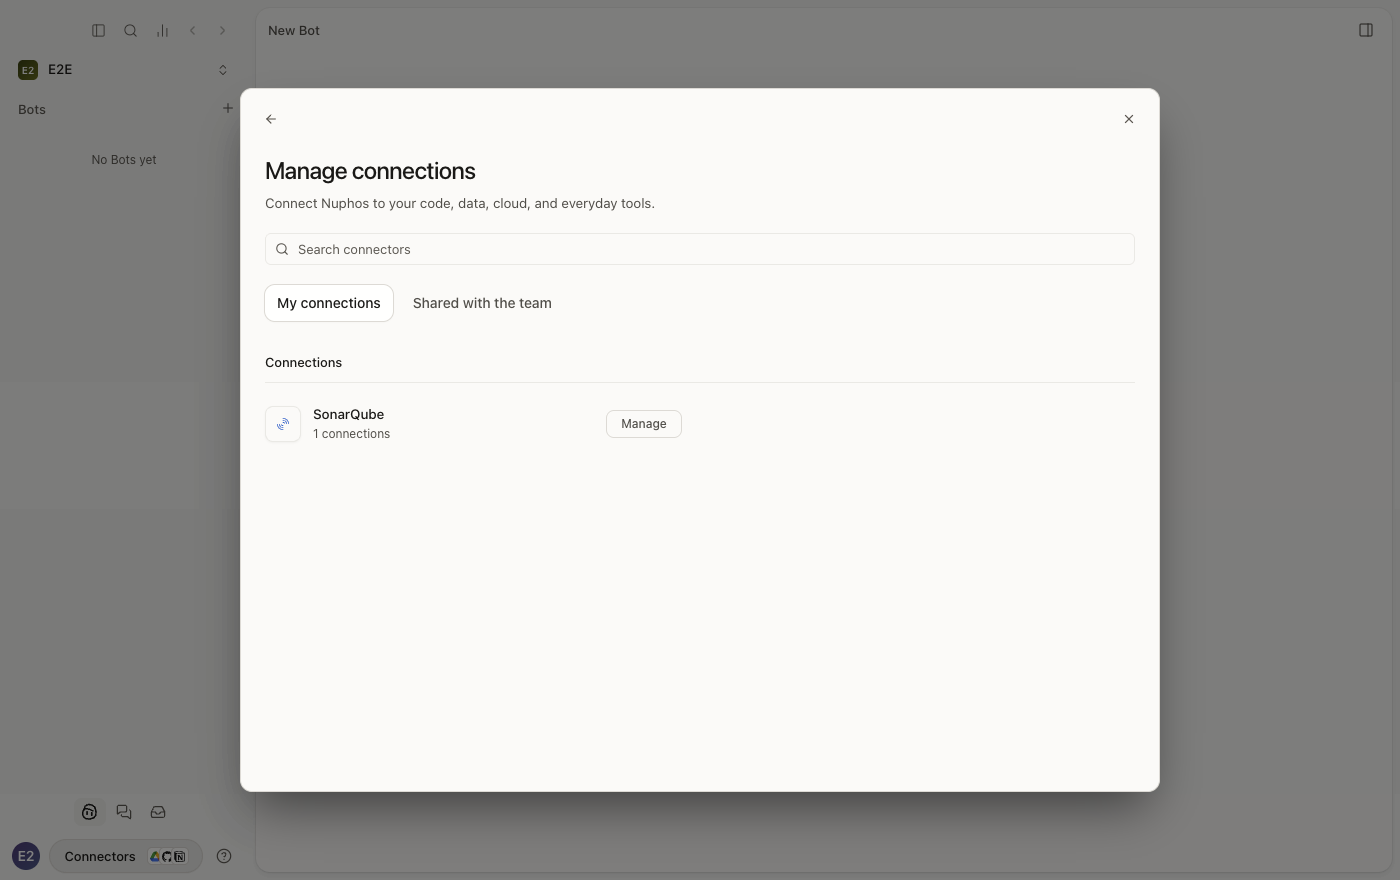 New Bot
E2 E2E
Bots
No Bots yet
Manage connections
Connect Nuphos to your code, data, cloud, and everyday tools.
Search connectors
My connections
Shared with the team
Connections
SonarQube
1 connections
Manage
E2
Connectors